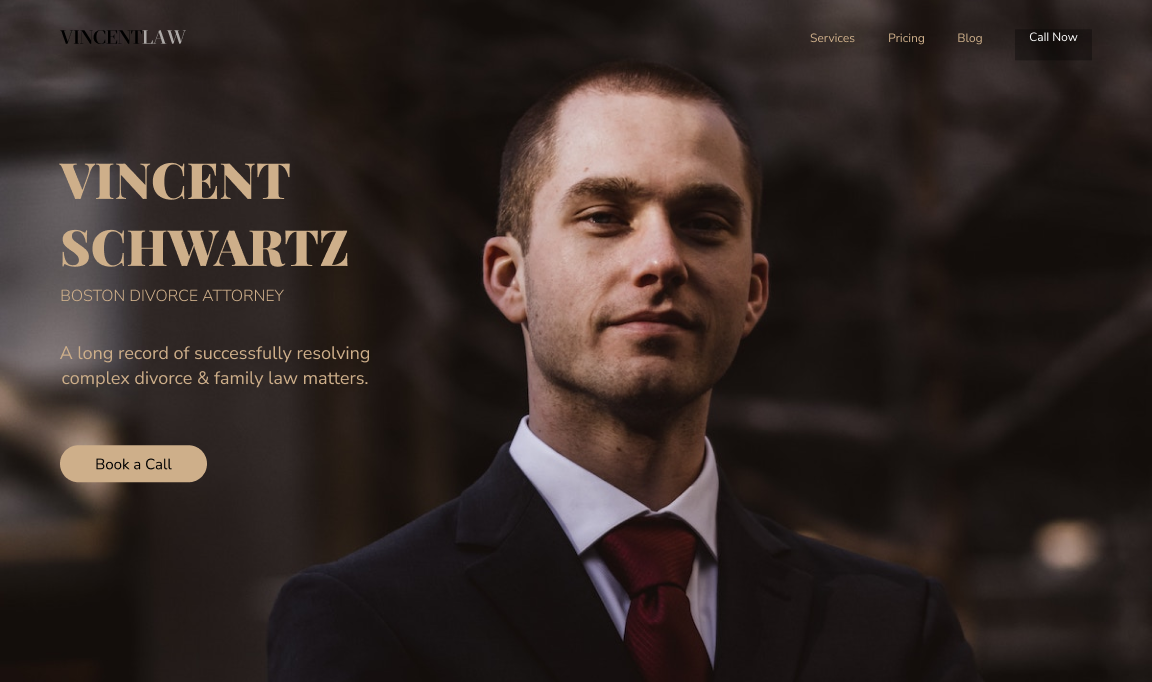 VINCENTLAW
Services Pricing Blog Call Now
VINCENT
SCHWARTZ
BOSTON DIVORCE ATTORNEY
A long record of successfully resolving
complex divorce & family law matters.
Book a Call